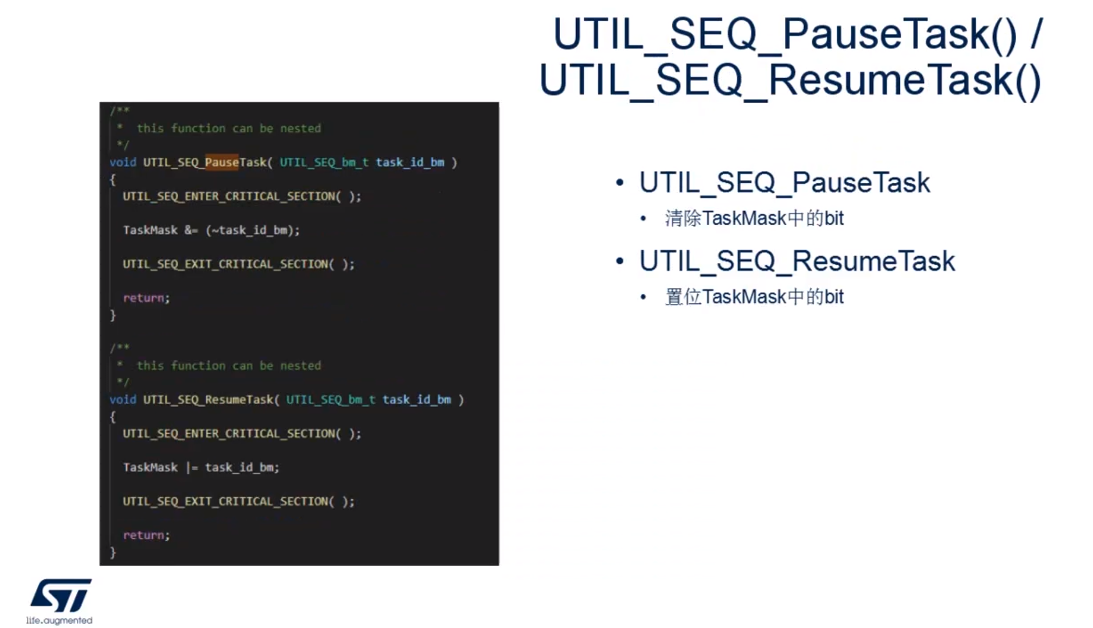 UTIL_SEQ_PauseTask() /
UTIL_SEQ_ResumeTask()
/**
 *  this function can be nested
 */
void UTIL_SEQ_PauseTask( UTIL_SEQ_bm_t task_id_bm )
{
  UTIL_SEQ_ENTER_CRITICAL_SECTION( );
  TaskMask &= (~task_id_bm);
  UTIL_SEQ_EXIT_CRITICAL_SECTION( );
  return;
}
/**
 *  this function can be nested
 */
void UTIL_SEQ_ResumeTask( UTIL_SEQ_bm_t task_id_bm )
{
  UTIL_SEQ_ENTER_CRITICAL_SECTION( );
  TaskMask |= task_id_bm;
  UTIL_SEQ_EXIT_CRITICAL_SECTION( );
  return;
}
• UTIL_SEQ_PauseTask
• 清除TaskMask中的bit
• UTIL_SEQ_ResumeTask
• 置位TaskMask中的bit
ST
life.augmented